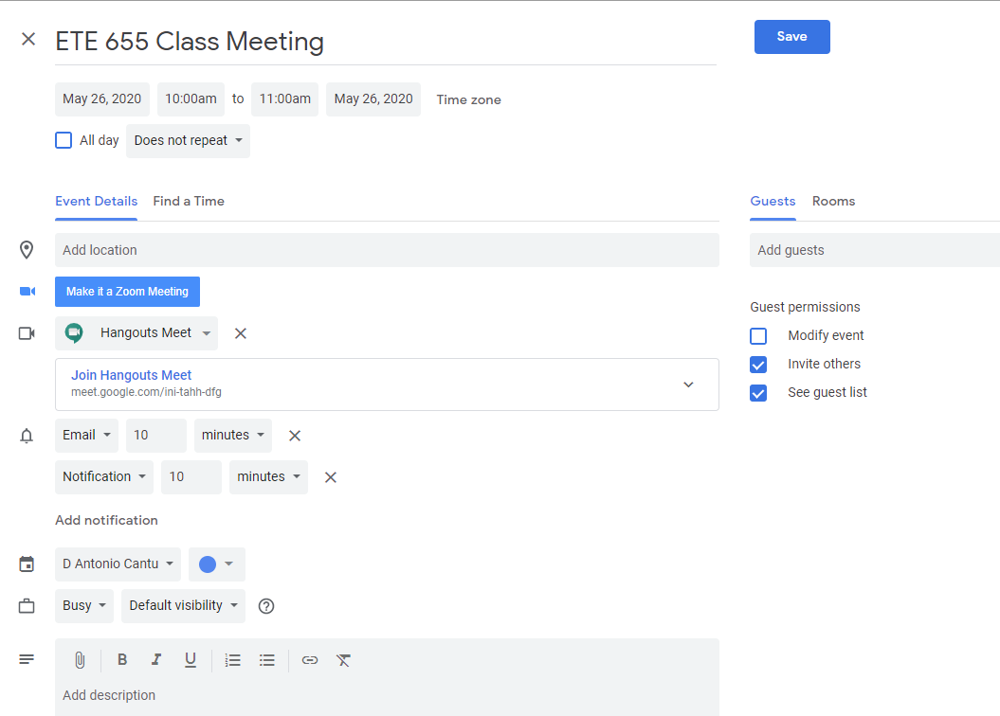 ETE 655 Class Meeting
Save
May 26, 2020 10:00am to 11:00am May 26, 2020 Time zone
All day Does not repeat
Event Details Find a Time
Guests Rooms
Add location
Add guests
Make it a Zoom Meeting
Guest permissions
Hangouts Meet
Modify event
Join Hangouts Meet
meet.google.com/ini-tahh-dfg
Invite others
See guest list
Email 10 minutes
Notification 10 minutes
Add notification
D Antonio Cantu
Busy Default visibility
B I U
Add description